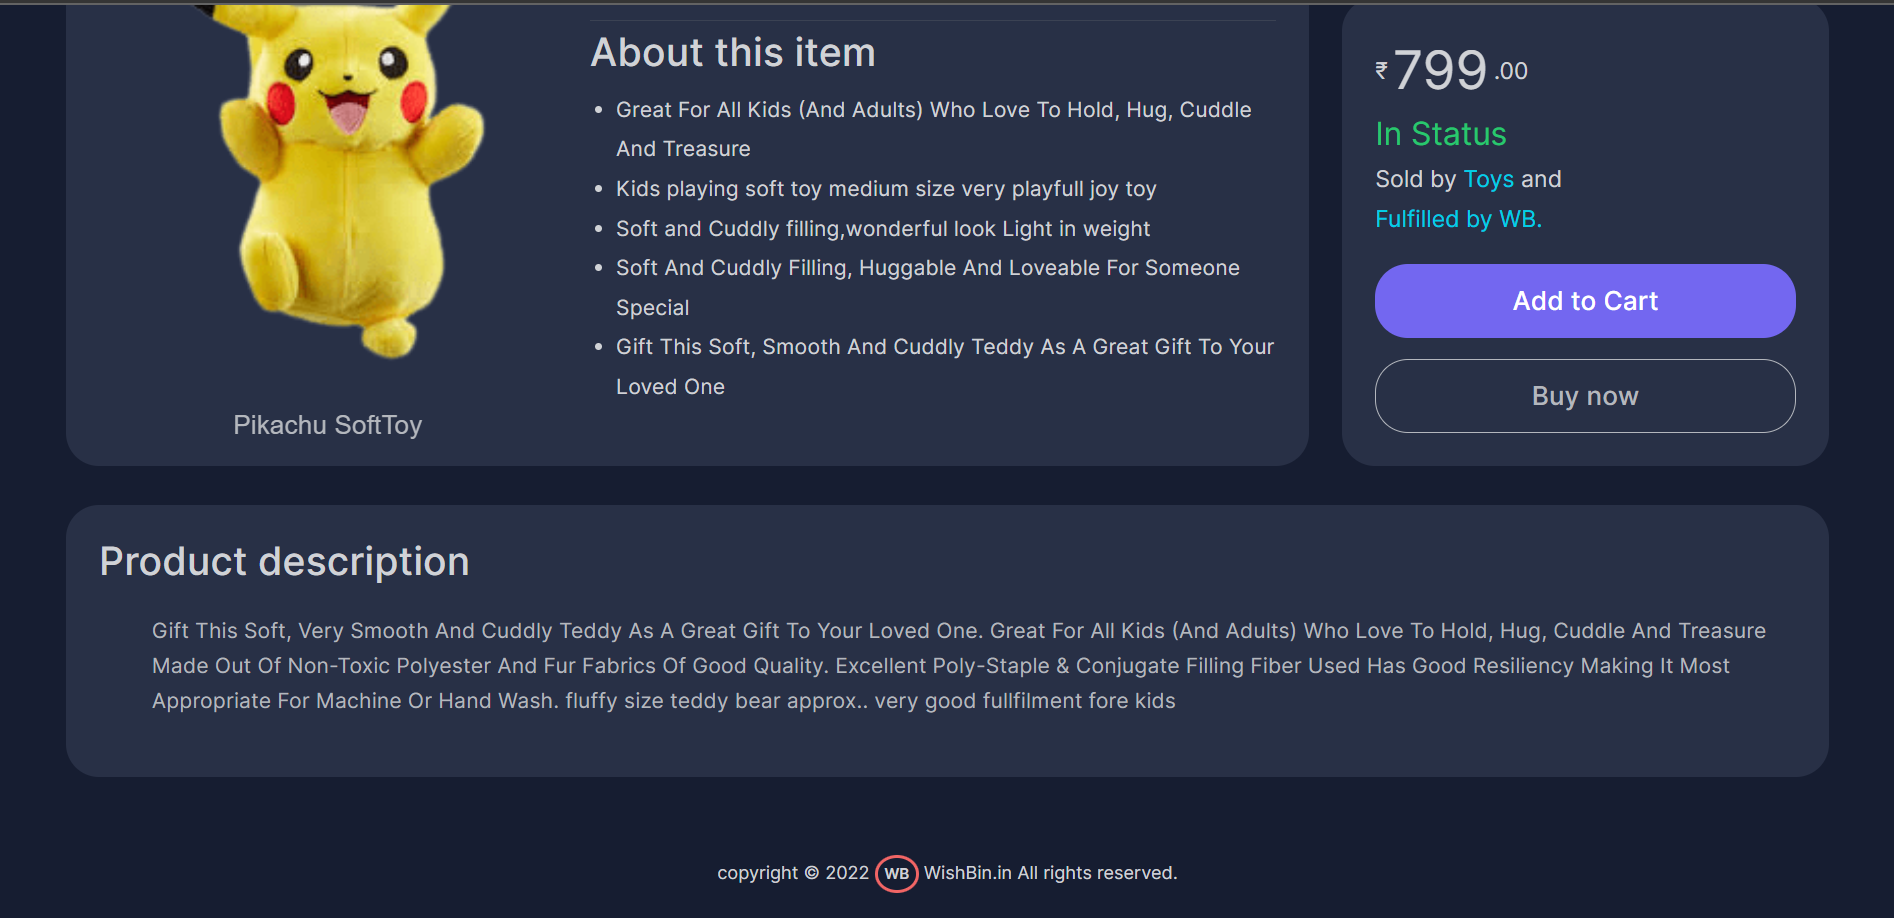 About this item
Great For All Kids (And Adults) Who Love To Hold, Hug, Cuddle
And Treasure
Kids playing soft toy medium size very playfull joy toy
Soft and Cuddly filling,wonderful look Light in weight
Soft And Cuddly Filling, Huggable And Loveable For Someone
Special
Gift This Soft, Smooth And Cuddly Teddy As A Great Gift To Your
Loved One
Pikachu SoftToy
₹799.00
In Status
Sold by Toys and
Fulfilled by WB.
Add to Cart
Buy now
Product description
Gift This Soft, Very Smooth And Cuddly Teddy As A Great Gift To Your Loved One. Great For All Kids (And Adults) Who Love To Hold, Hug, Cuddle And Treasure
Made Out Of Non-Toxic Polyester And Fur Fabrics Of Good Quality. Excellent Poly-Staple & Conjugate Filling Fiber Used Has Good Resiliency Making It Most
Appropriate For Machine Or Hand Wash. fluffy size teddy bear approx.. very good fullfilment fore kids
copyright © 2022 WB WishBin.in All rights reserved.